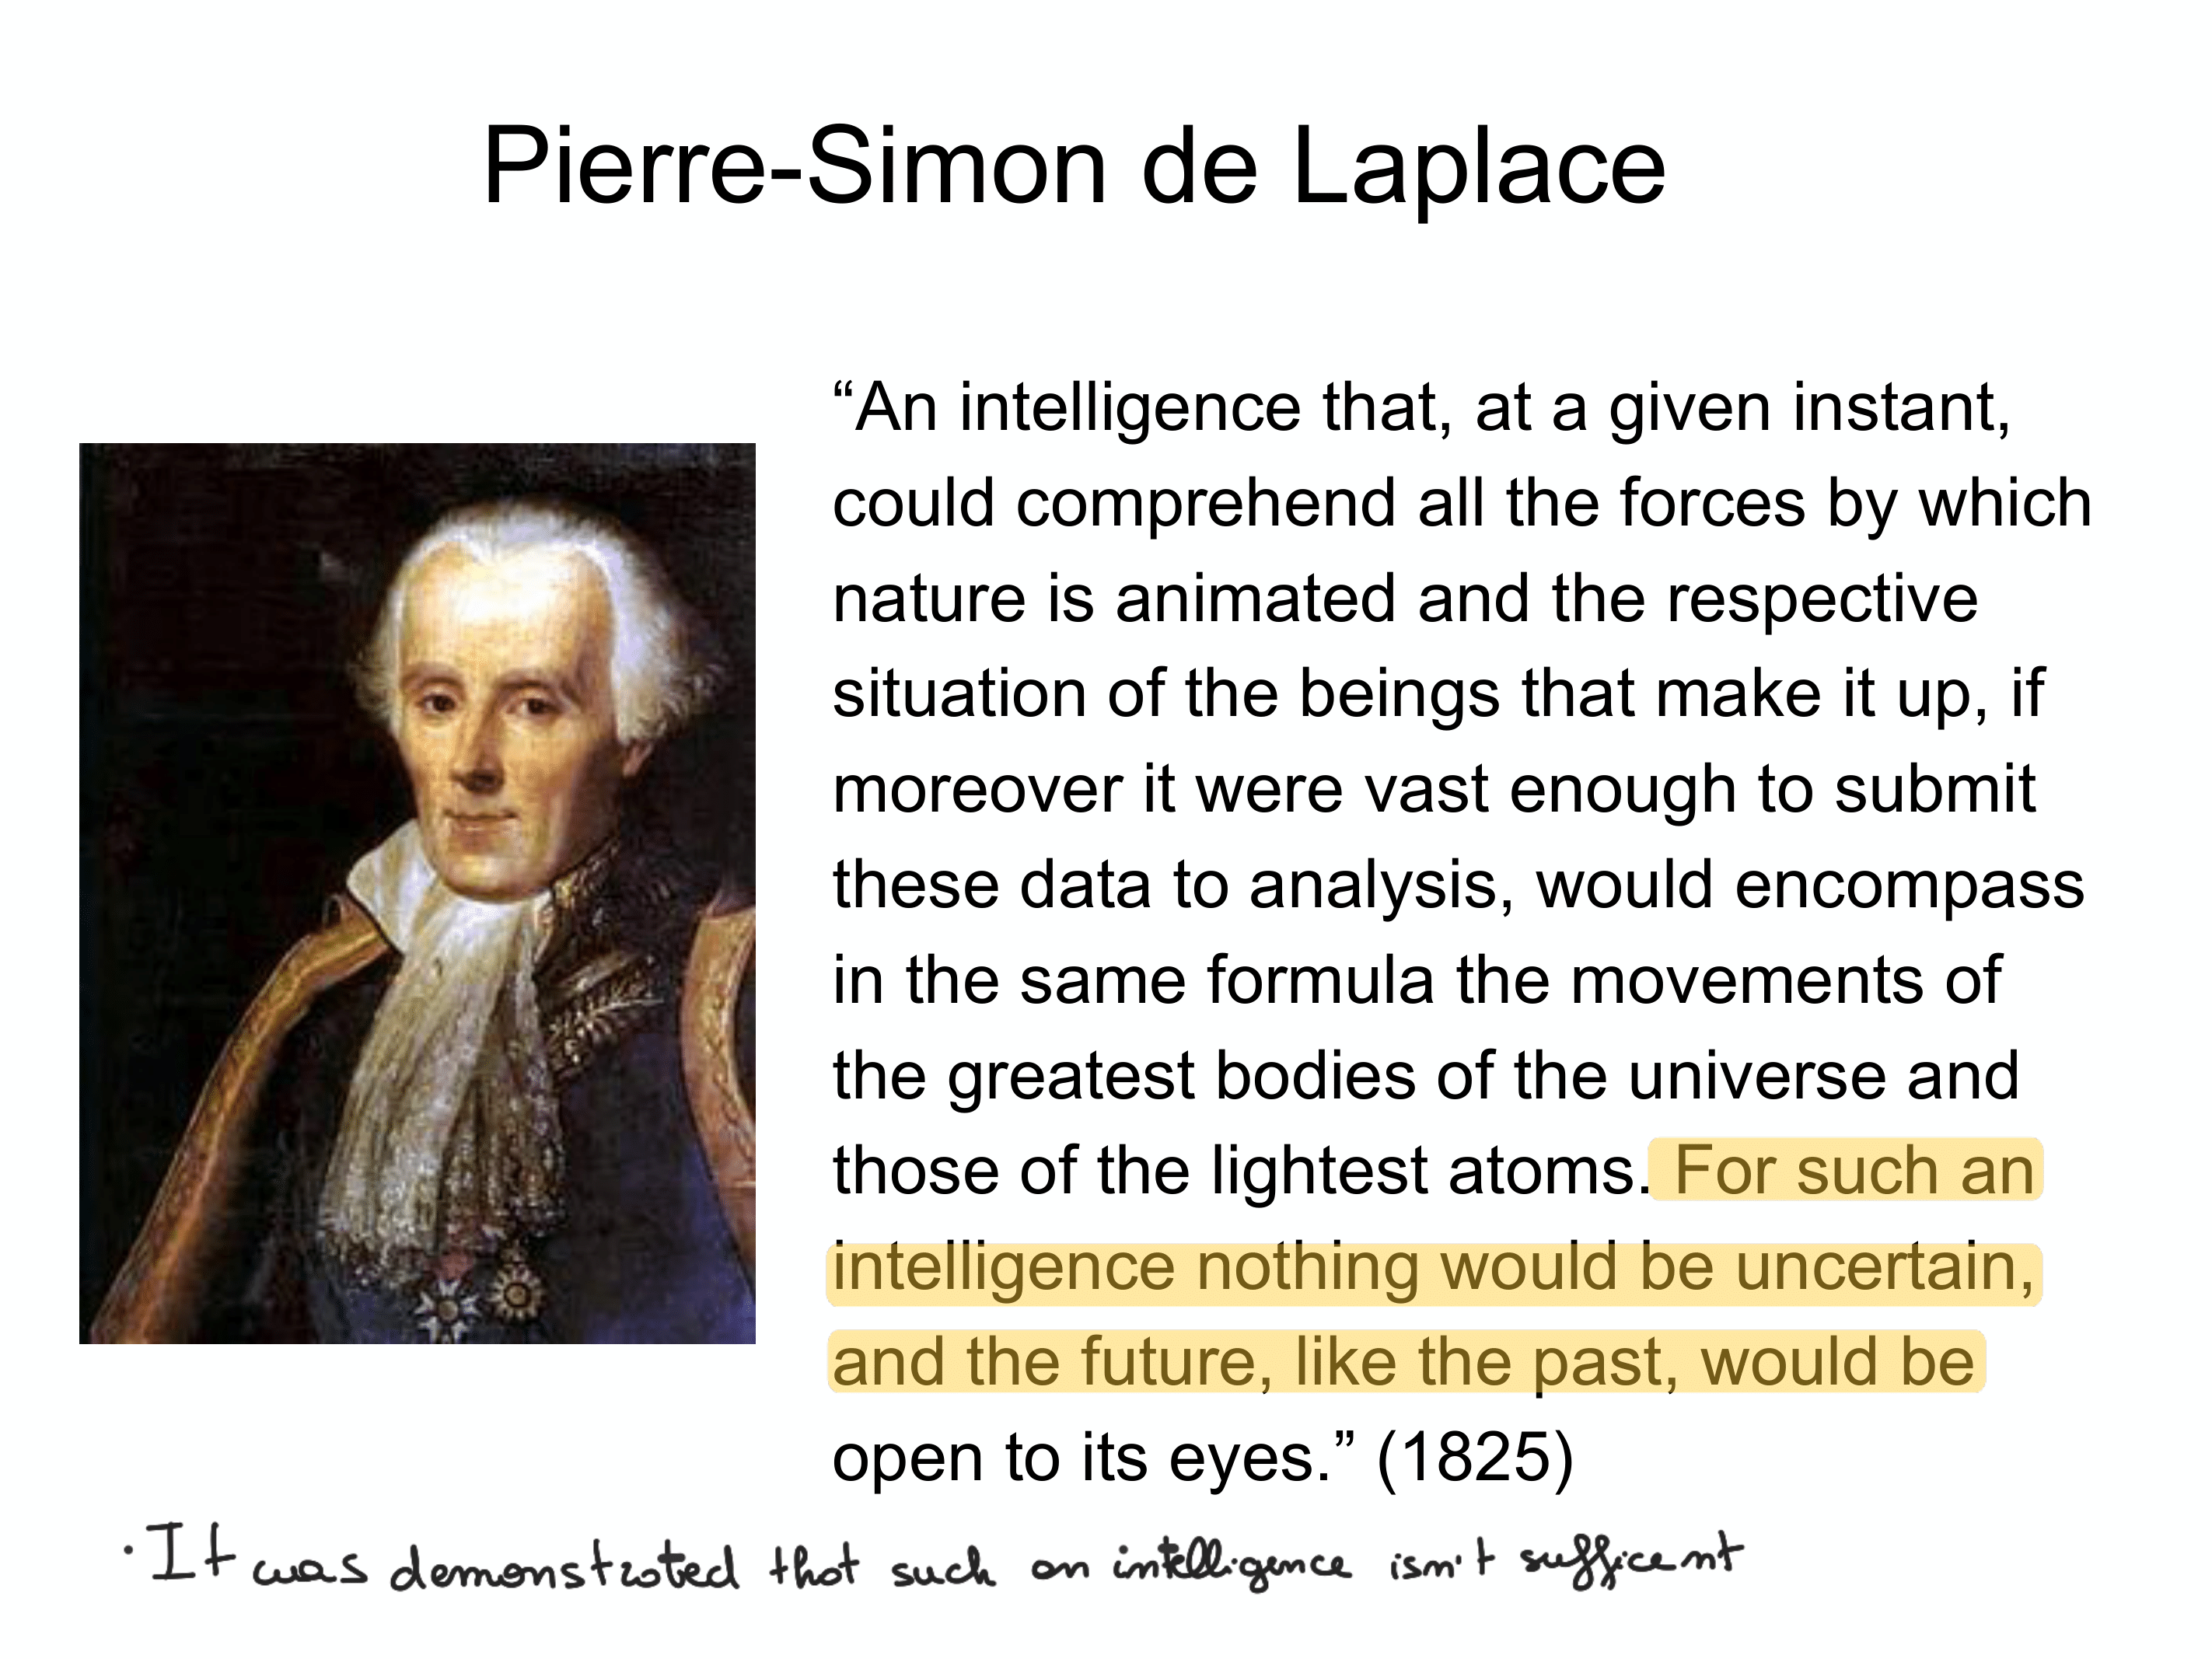 Pierre-Simon de Laplace
“An intelligence that, at a given instant,
could comprehend all the forces by which
nature is animated and the respective
situation of the beings that make it up, if
moreover it were vast enough to submit
these data to analysis, would encompass
in the same formula the movements of
the greatest bodies of the universe and
those of the lightest atoms. For such an
intelligence nothing would be uncertain,
and the future, like the past, would be
open to its eyes.” (1825)
· It was demonstrated that such an intelligence isn't sufficent